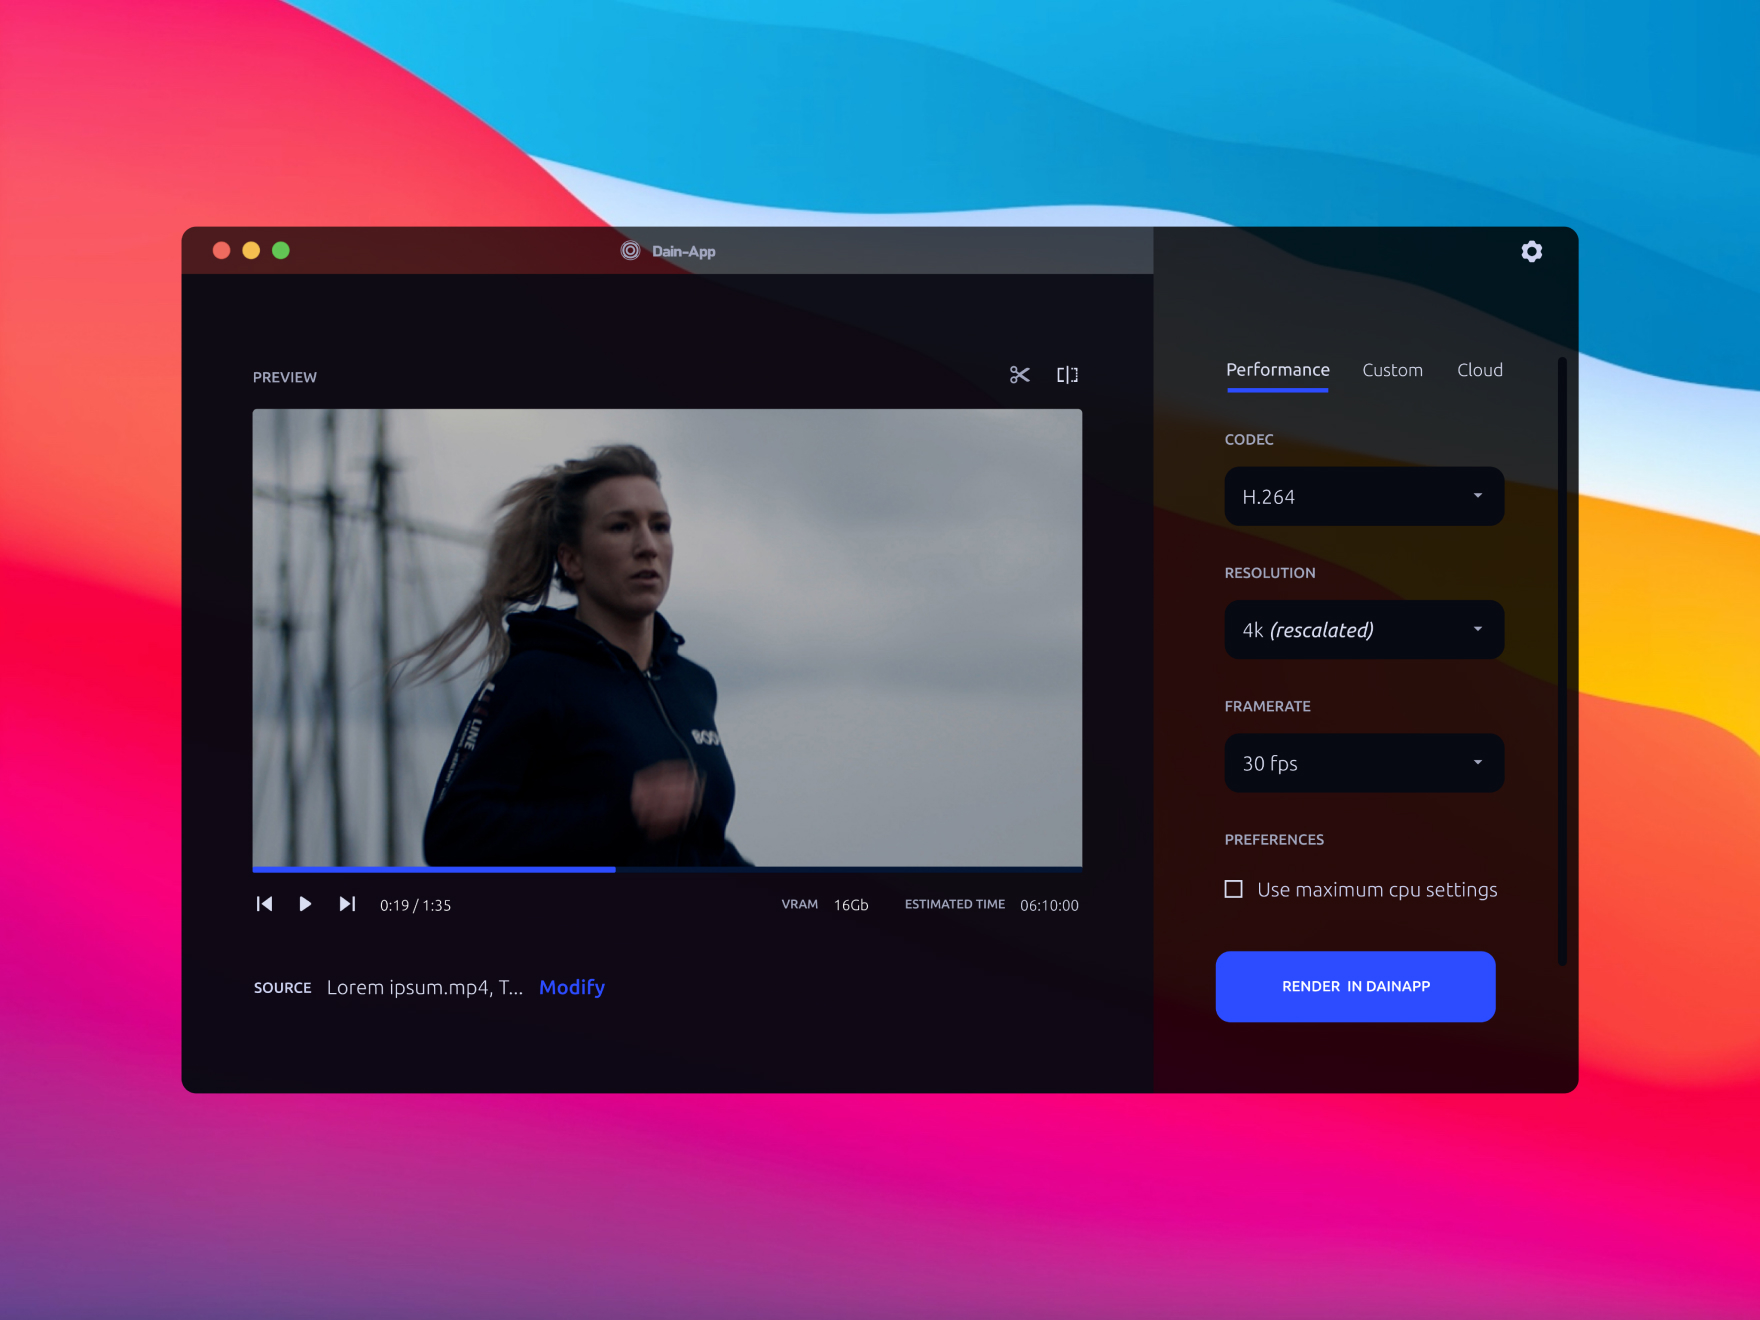 Dain-App
PREVIEW
LINE
BOO
0:19 / 1:35
VRAM 16Gb ESTIMATED TIME 06:10:00
SOURCE Lorem ipsum.mp4, T... Modify
Performance Custom Cloud
CODEC
H.264
RESOLUTION
4k (rescalated)
FRAMERATE
30 fps
PREFERENCES
Use maximum cpu settings
RENDER IN DAINAPP